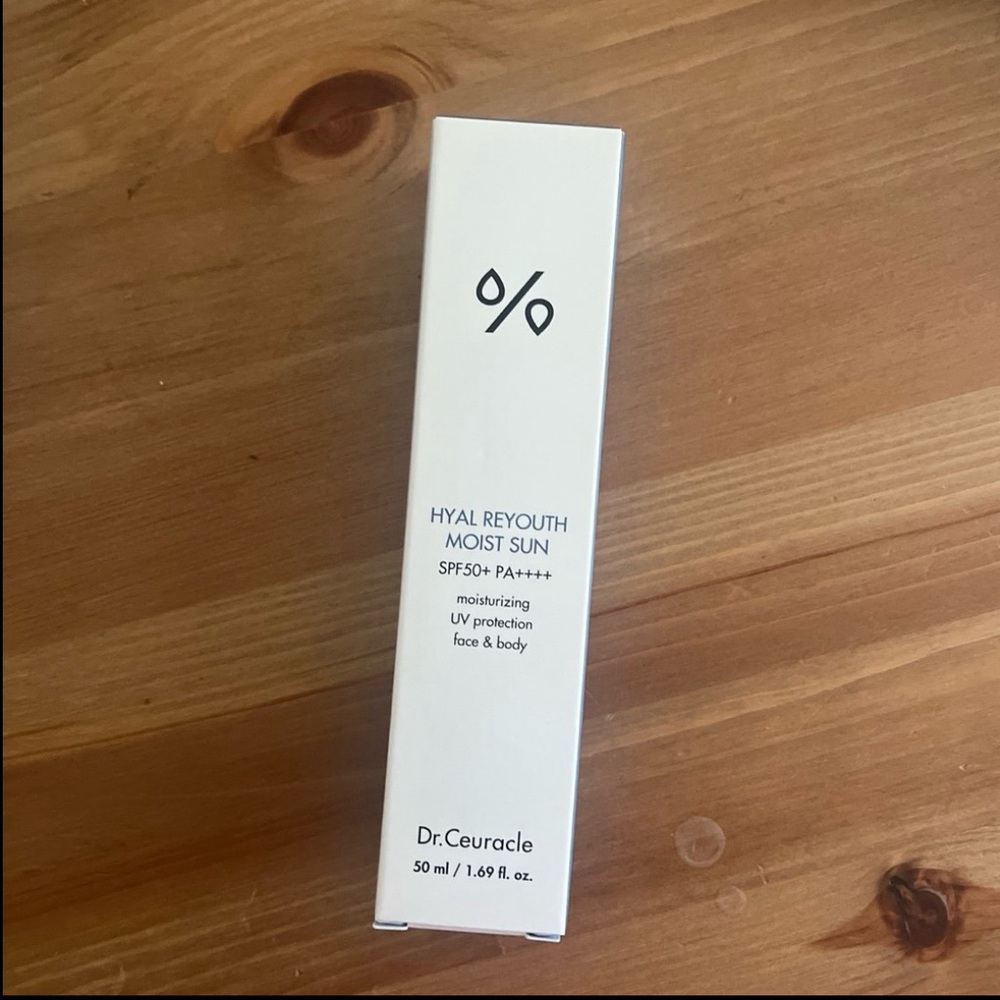 %
HYAL REYOUTH
MOIST SUN
SPF50+ PA++++
moisturizing
UV protection
face & body
Dr.Ceuracle
50 ml / 1.69 fl. oz.